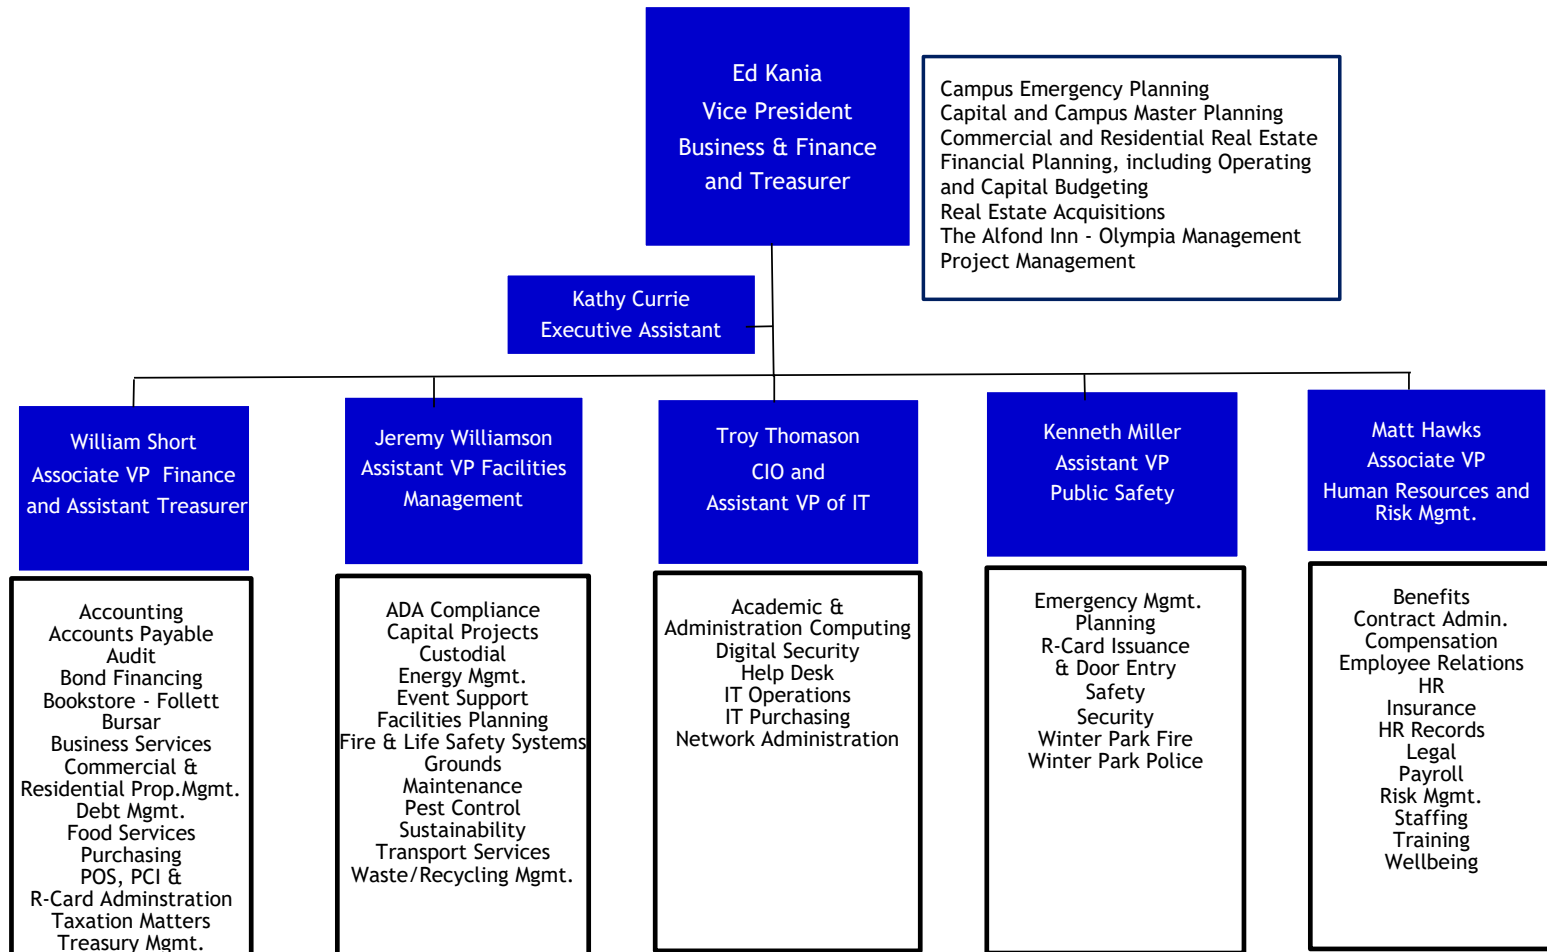 Ed Kania
Vice President
Business & Finance
and Treasurer
Campus Emergency Planning
Capital and Campus Master Planning
Commercial and Residential Real Estate
Financial Planning, including Operating
and Capital Budgeting
Real Estate Acquisitions
The Alfond Inn - Olympia Management
Project Management
Kathy Currie
Executive Assistant
William Short
Associate VP  Finance
and Assistant Treasurer
Jeremy Williamson
Assistant VP Facilities
Management
Troy Thomason
CIO and
Assistant VP of IT
Kenneth Miller
Assistant VP
Public Safety
Matt Hawks
Associate VP
Human Resources and
Risk Mgmt.
Accounting
Accounts Payable
Audit
Bond Financing
Bookstore - Follett
Bursar
Business Services
Commercial &
Residential Prop.Mgmt.
Debt Mgmt.
Food Services
Purchasing
POS, PCI &
R-Card Adminstration
Taxation Matters
Treasury Mgmt.
ADA Compliance
Capital Projects
Custodial
Energy Mgmt.
Event Support
Facilities Planning
Fire & Life Safety Systems
Grounds
Maintenance
Pest Control
Sustainability
Transport Services
Waste/Recycling Mgmt.
Academic &
Administration Computing
Digital Security
Help Desk
IT Operations
IT Purchasing
Network Administration
Emergency Mgmt.
Planning
R-Card Issuance
& Door Entry
Safety
Security
Winter Park Fire
Winter Park Police
Benefits
Contract Admin.
Compensation
Employee Relations
HR
Insurance
HR Records
Legal
Payroll
Risk Mgmt.
Staffing
Training
Wellbeing